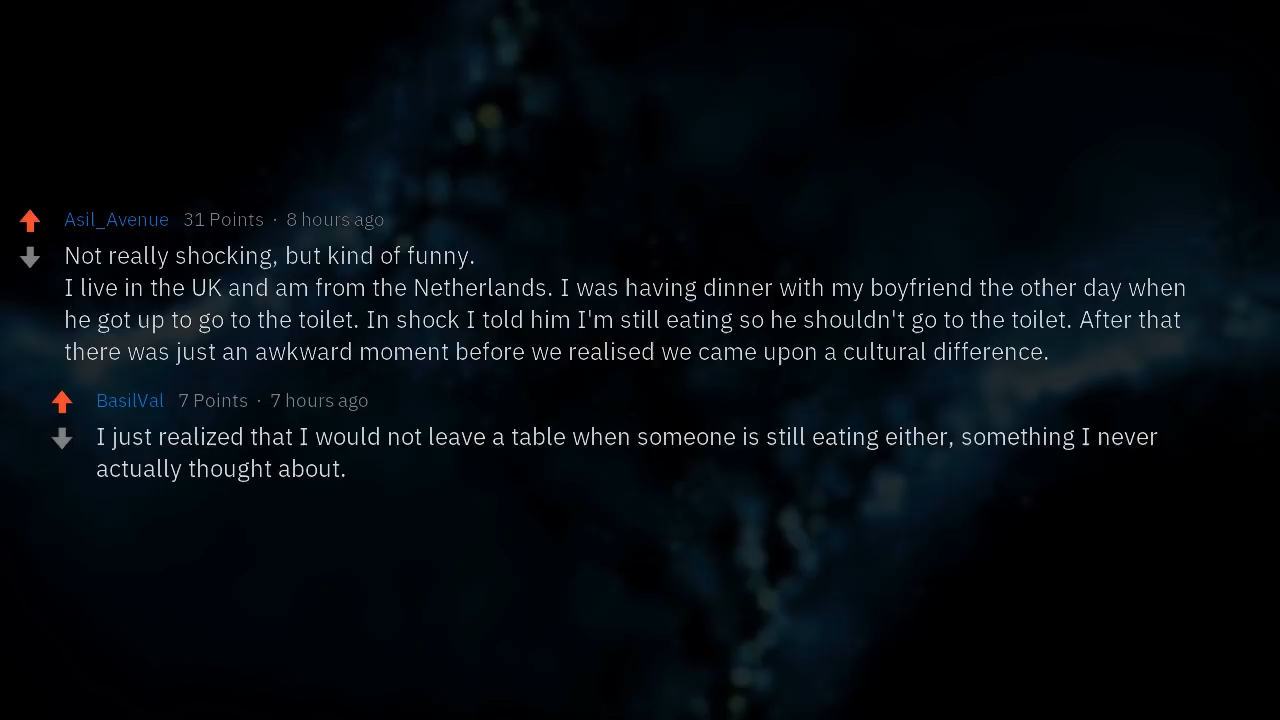 Asil_Avenue 31 Points · 8 hours ago
Not really shocking, but kind of funny.
I live in the UK and am from the Netherlands. I was having dinner with my boyfriend the other day when
he got up to go to the toilet. In shock I told him I'm still eating so he shouldn't go to the toilet. After that
there was just an awkward moment before we realised we came upon a cultural difference.
BasilVal 7 Points · 7 hours ago
I just realized that I would not leave a table when someone is still eating either, something I never
actually thought about.